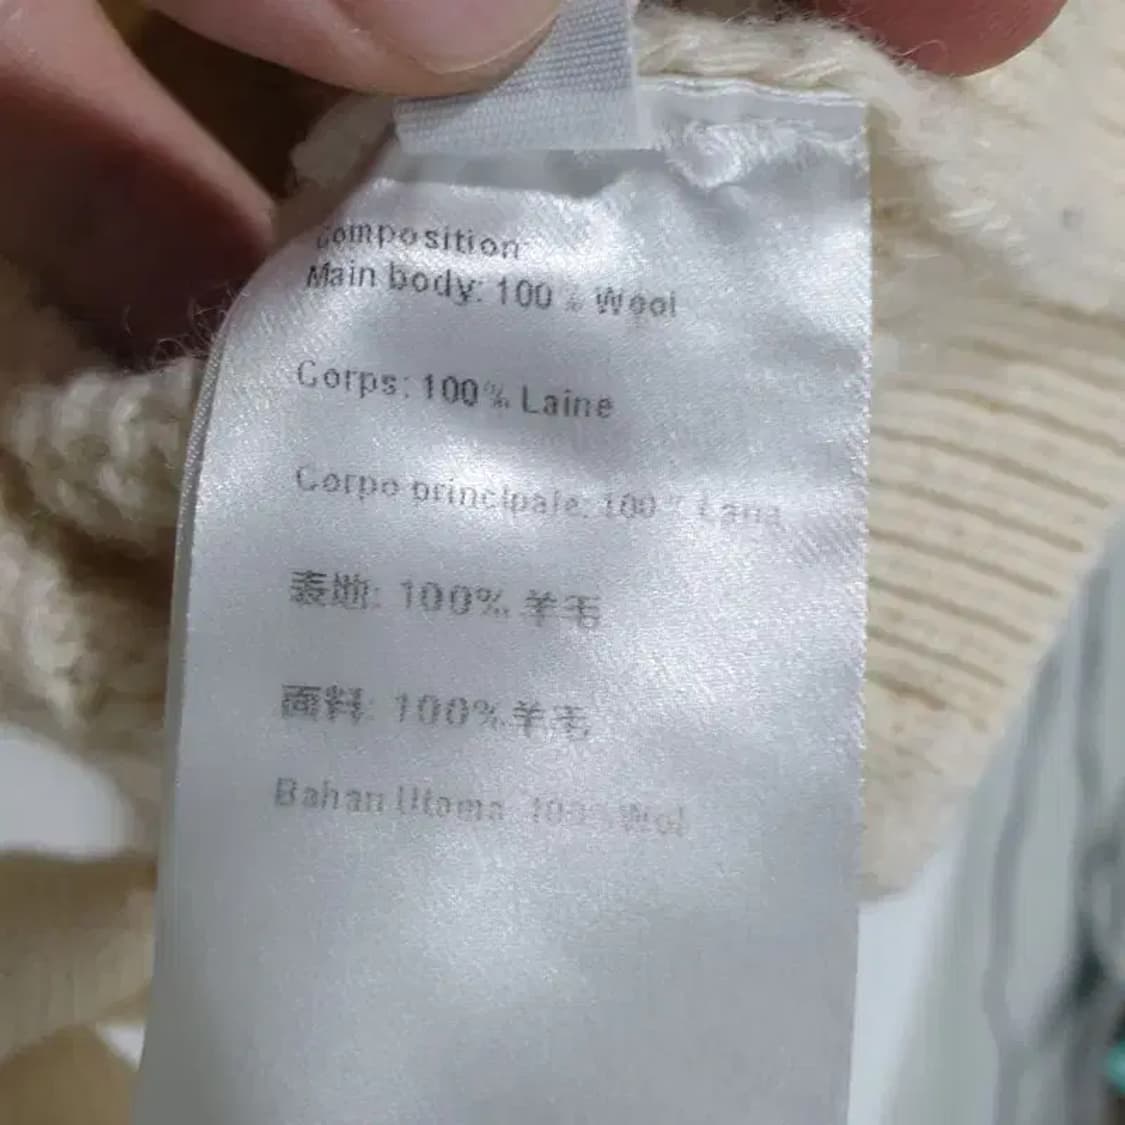 Composition
Main body: 100 % Wool
Corps: 100% Laine
Corpo principale: 100 % Lana
表地: 100% 羊毛
面料: 100% 羊毛
Bahan Utama 100% Wol